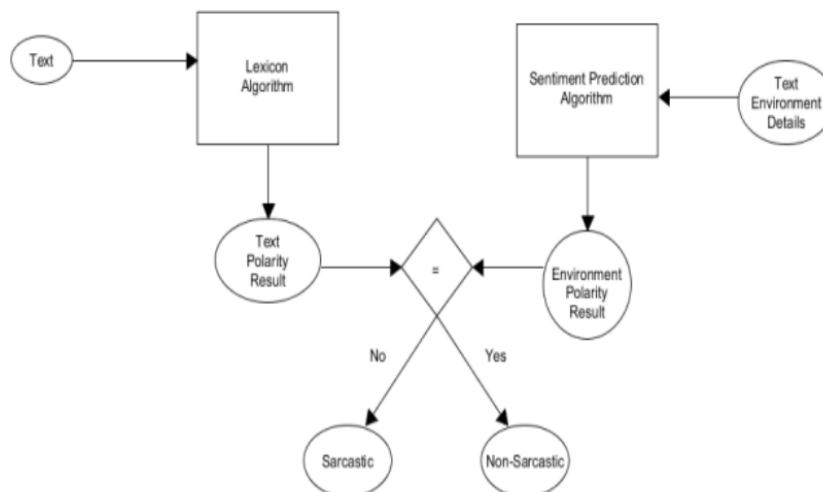 Text
Lexicon
Algorithm
Sentiment Prediction
Algorithm
Text
Environment
Details
Text
Polarity
Result
=
Environment
Polarity
Result
No
Yes
Sarcastic
Non-Sarcastic